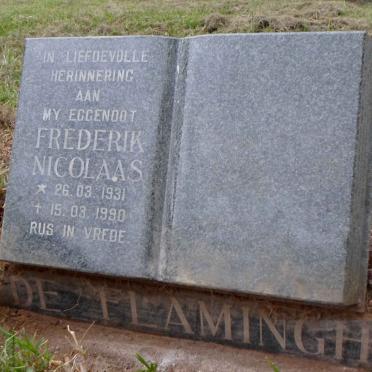 IN LIEFDEVOLLE
HERINNERING
AAN
MY EGGENOOT
FREDERIK
NICOLAAS
* 26.03.1931
† 15.03.1990
RUS IN VREDE
DE FLAMINGH